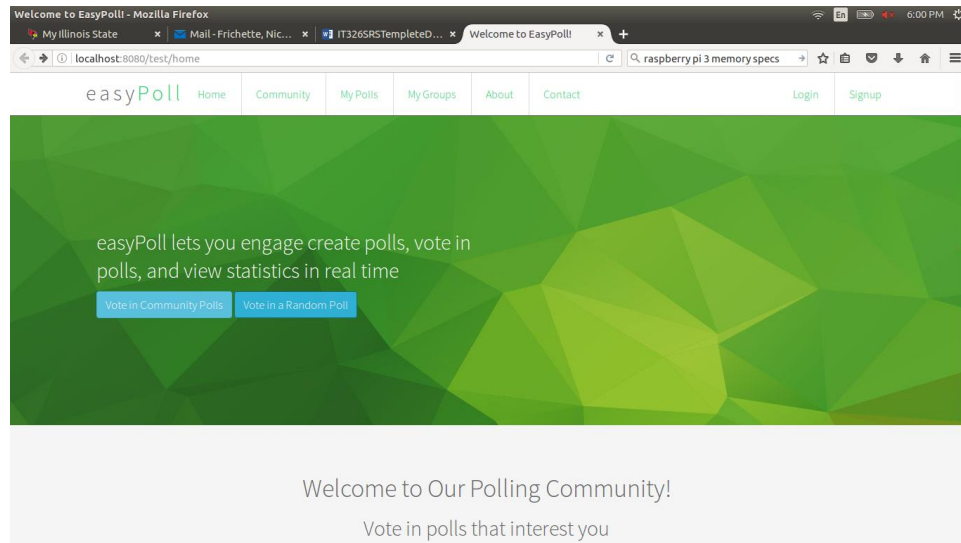 Welcome to EasyPoll! - Mozilla Firefox En 6:00 PM
My Illinois State Mail - Frichette, Nic... IT326SRSTempleteD... Welcome to EasyPoll!
localhost:8080/test/home raspberry pi 3 memory specs
easyPoll Home Community My Polls My Groups About Contact Login Signup
easyPoll lets you engage create polls, vote in
polls, and view statistics in real time
Vote in Community Polls Vote in a Random Poll
Welcome to Our Polling Community!
Vote in polls that interest you